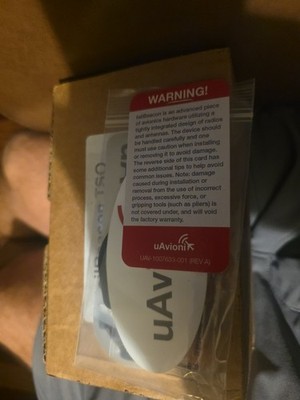 WARNING!
tailBeacon is an advanced piece
of avionics hardware utilizing a
tightly integrated design of radios
and antennae. The device should
be handled carefully and one
must use caution when installing
or removing it to avoid damage.
The reverse side of this card has
some additional tips to help avoid
common issues. Note: damage
caused during installation or
removal from the use of incorrect
process, excessive force, or
gripping tools (such as pliers) is
not covered under, and will void
the factory warranty.
uAvionix
uAv